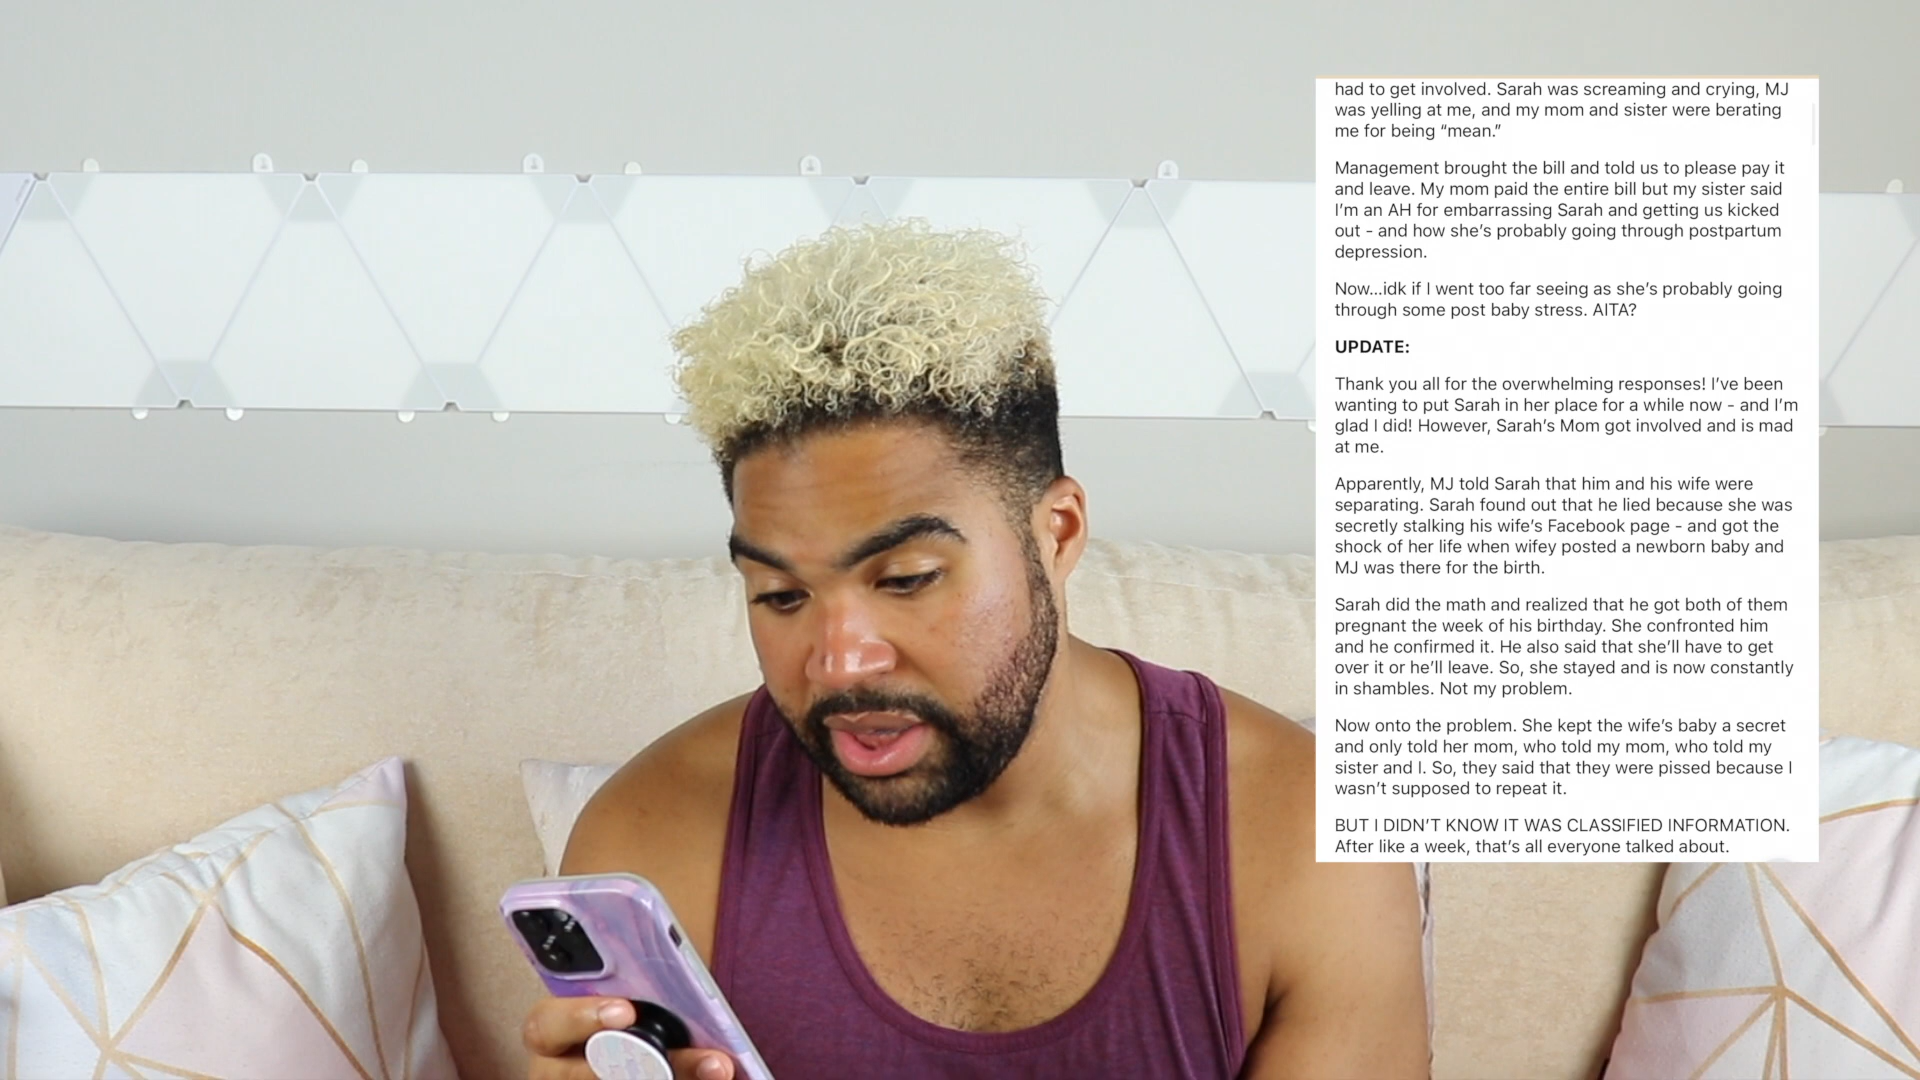 had to get involved. Sarah was screaming and crying, MJ
was yelling at me, and my mom and sister were berating
me for being “mean.”
Management brought the bill and told us to please pay it
and leave. My mom paid the entire bill but my sister said
I’m an AH for embarrassing Sarah and getting us kicked
out - and how she’s probably going through postpartum
depression.
Now...idk if I went too far seeing as she’s probably going
through some post baby stress. AITA?
UPDATE:
Thank you all for the overwhelming responses! I’ve been
wanting to put Sarah in her place for a while now - and I’m
glad I did! However, Sarah’s Mom got involved and is mad
at me.
Apparently, MJ told Sarah that him and his wife were
separating. Sarah found out that he lied because she was
secretly stalking his wife’s Facebook page - and got the
shock of her life when wifey posted a newborn baby and
MJ was there for the birth.
Sarah did the math and realized that he got both of them
pregnant the week of his birthday. She confronted him
and he confirmed it. He also said that she’ll have to get
over it or he’ll leave. So, she stayed and is now constantly
in shambles. Not my problem.
Now onto the problem. She kept the wife’s baby a secret
and only told her mom, who told my mom, who told my
sister and I. So, they said that they were pissed because I
wasn’t supposed to repeat it.
BUT I DIDN’T KNOW IT WAS CLASSIFIED INFORMATION.
After like a week, that’s all everyone talked about.